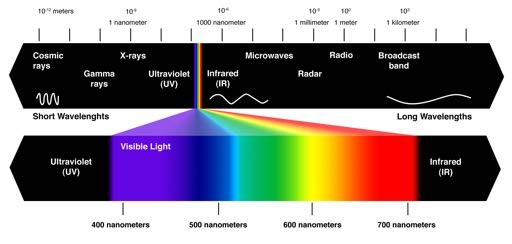 10⁻¹² meters 10⁻⁹ 10⁻⁶ 10⁻³ 10⁰ 10³
1 nanometer 1000 nanometer 1 millimeter 1 meter 1 kilometer
Cosmic rays X-rays Microwaves Radio Broadcast band
Gamma rays Ultraviolet (UV) Infrared (IR) Radar
Short Wavelenghts Long Wavelengths
Ultraviolet (UV) Visible Light Infrared (IR)
400 nanometers 500 nanometers 600 nanometers 700 nanometers